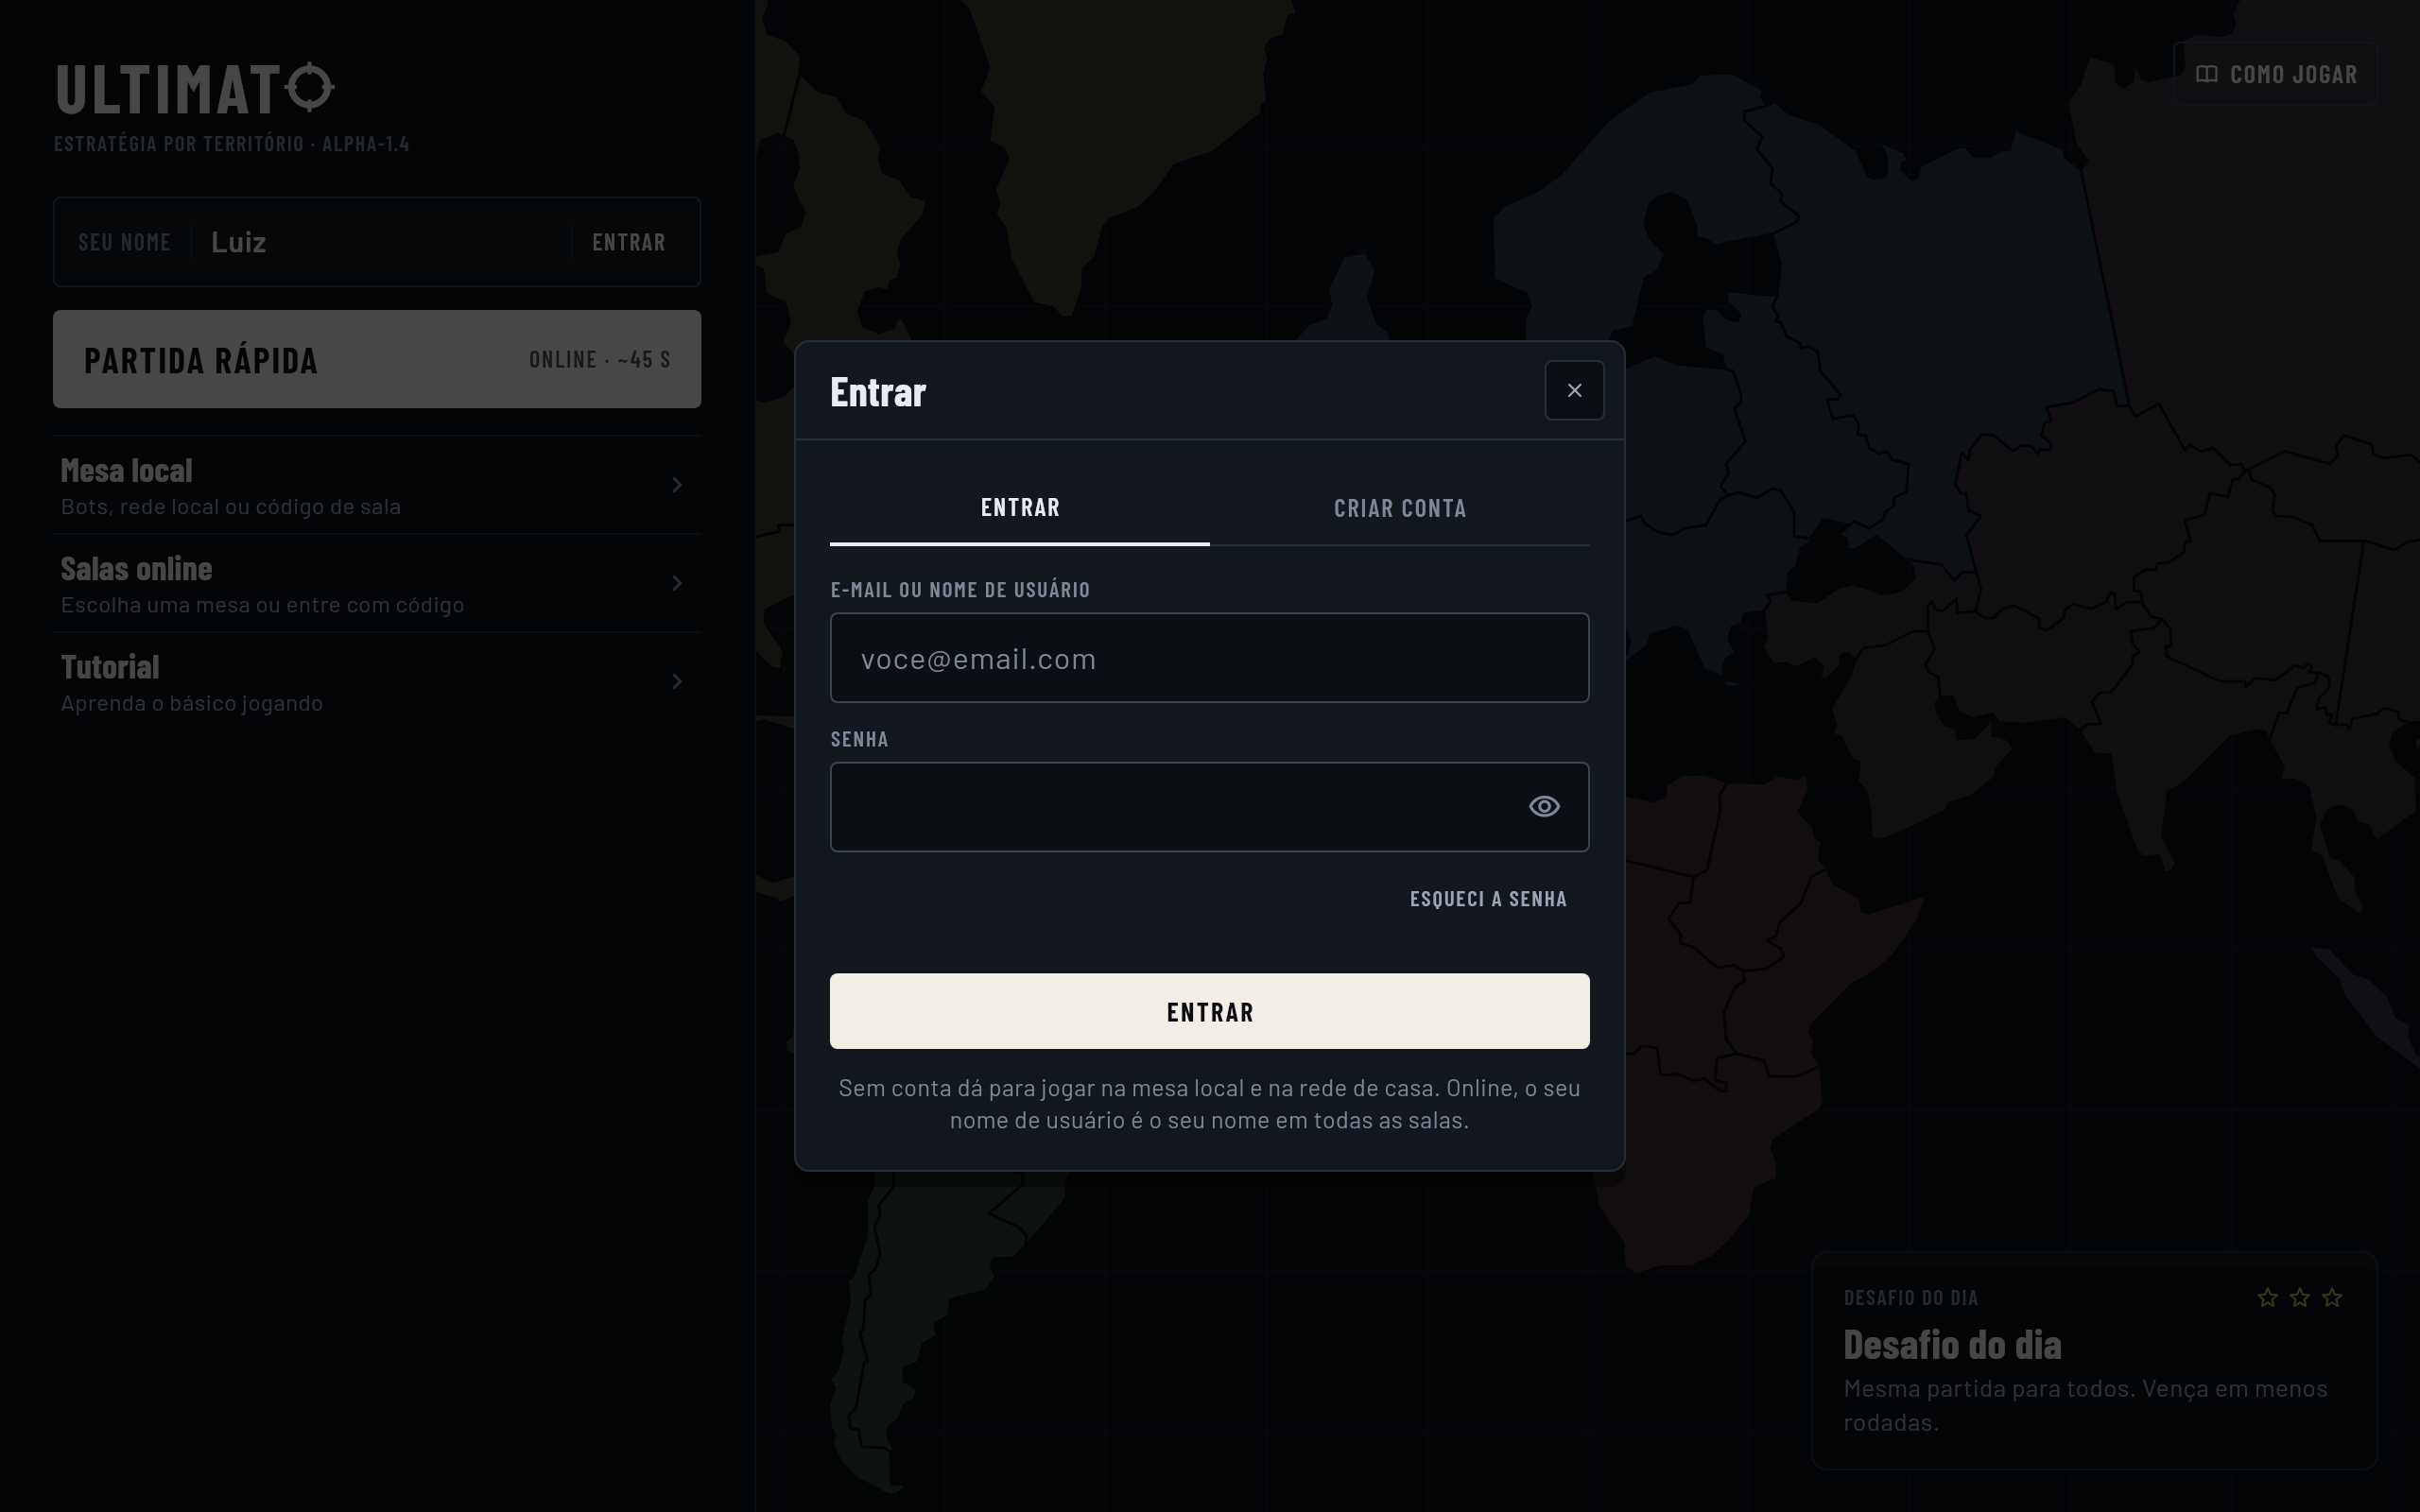 ULTIMATO
ESTRATÉGIA POR TERRITÓRIO · ALPHA-1.4
SEU NOME Luiz ENTRAR
PARTIDA RÁPIDA ONLINE · ~45 S
Mesa local
Bots, rede local ou código de sala
Salas online
Escolha uma mesa ou entre com código
Tutorial
Aprenda o básico jogando
COMO JOGAR
Entrar
ENTRAR CRIAR CONTA
E-MAIL OU NOME DE USUÁRIO
voce@email.com
SENHA
ESQUECI A SENHA
ENTRAR
Sem conta dá para jogar na mesa local e na rede de casa. Online, o seu
nome de usuário é o seu nome em todas as salas.
DESAFIO DO DIA
Desafio do dia
Mesma partida para todos. Vença em menos
rodadas.